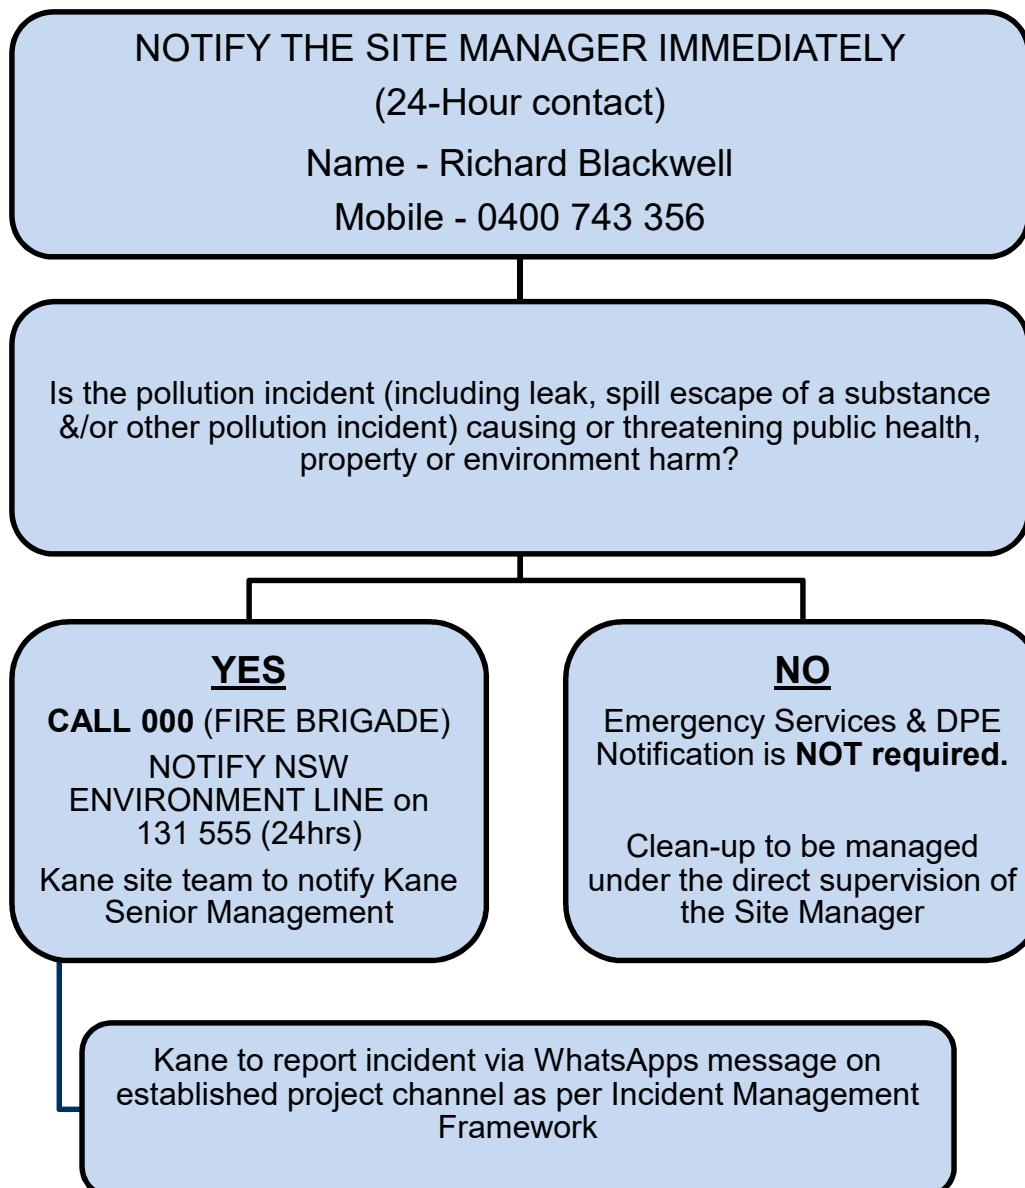 NOTIFY THE SITE MANAGER IMMEDIATELY
(24-Hour contact)
Name - Richard Blackwell
Mobile - 0400 743 356
Is the pollution incident (including leak, spill escape of a substance
&/or other pollution incident) causing or threatening public health,
property or environment harm?
YES
CALL 000 (FIRE BRIGADE)
NOTIFY NSW
ENVIRONMENT LINE on
131 555 (24hrs)
Kane site team to notify Kane
Senior Management
NO
Emergency Services & DPE
Notification is NOT required.
Clean-up to be managed
under the direct supervision of
the Site Manager
Kane to report incident via WhatsApps message on
established project channel as per Incident Management
Framework